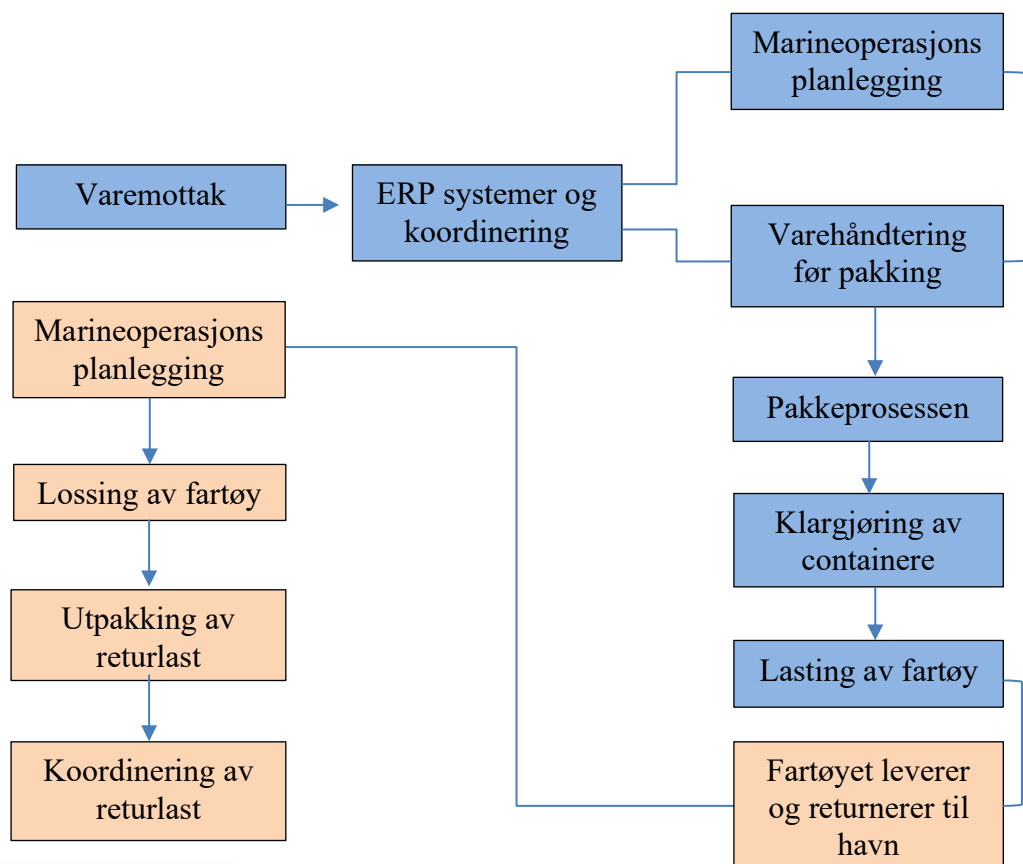 Marineoperasjons
planlegging
Varemottak
ERP systemer og
koordinering
Varehåndtering
før pakking
Marineoperasjons
planlegging
Pakkeprosessen
Lossing av fartøy
Klargjøring av
containere
Utpakking av
returlast
Lasting av fartøy
Koordinering av
returlast
Fartøyet leverer
og returnerer til
havn